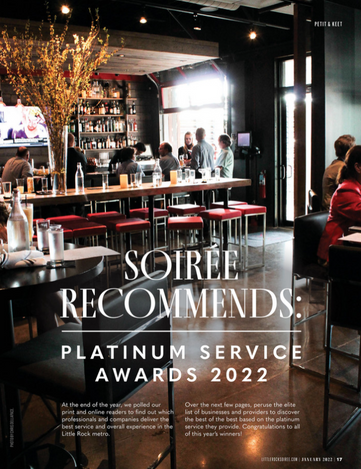 PETIT & KEET
SOIRÉE
RECOMMENDS:
PLATINUM SERVICE
AWARDS 2022
At the end of the year, we polled our
print and online readers to find out which
professionals and companies deliver the
best service and overall experience in the
Little Rock metro.
Over the next few pages, peruse the elite
list of businesses and providers to discover
the best of the best based on the platinum
service they provide. Congratulations to all
of this year's winners!
LITTLEROCKSOIREE.COM | JANUARY 2022 | 17